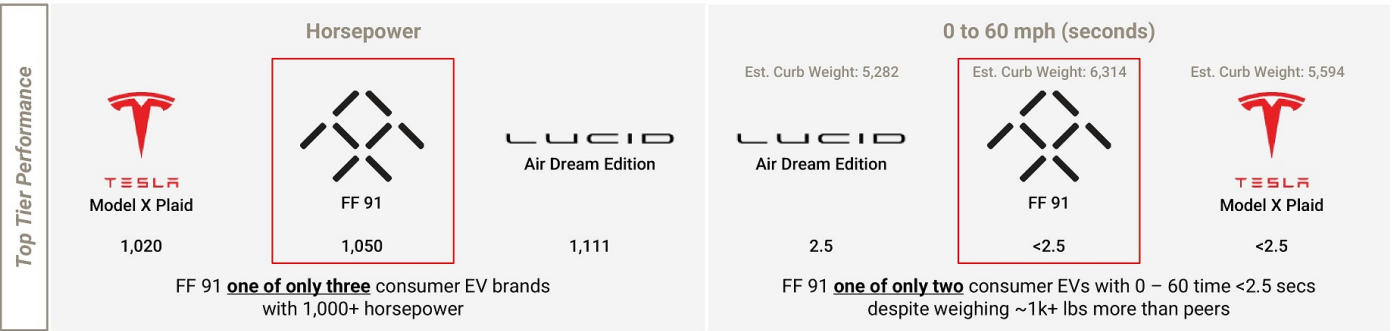 Top Tier Performance
Horsepower
TESLA
Model X Plaid
1,020
FF 91
1,050
LUCID
Air Dream Edition
1,111
FF 91 one of only three consumer EV brands
with 1,000+ horsepower
0 to 60 mph (seconds)
Est. Curb Weight: 5,282
LUCID
Air Dream Edition
2.5
Est. Curb Weight: 6,314
FF 91
<2.5
Est. Curb Weight: 5,594
TESLA
Model X Plaid
<2.5
FF 91 one of only two consumer EVs with 0 – 60 time <2.5 secs
despite weighing ~1k+ lbs more than peers